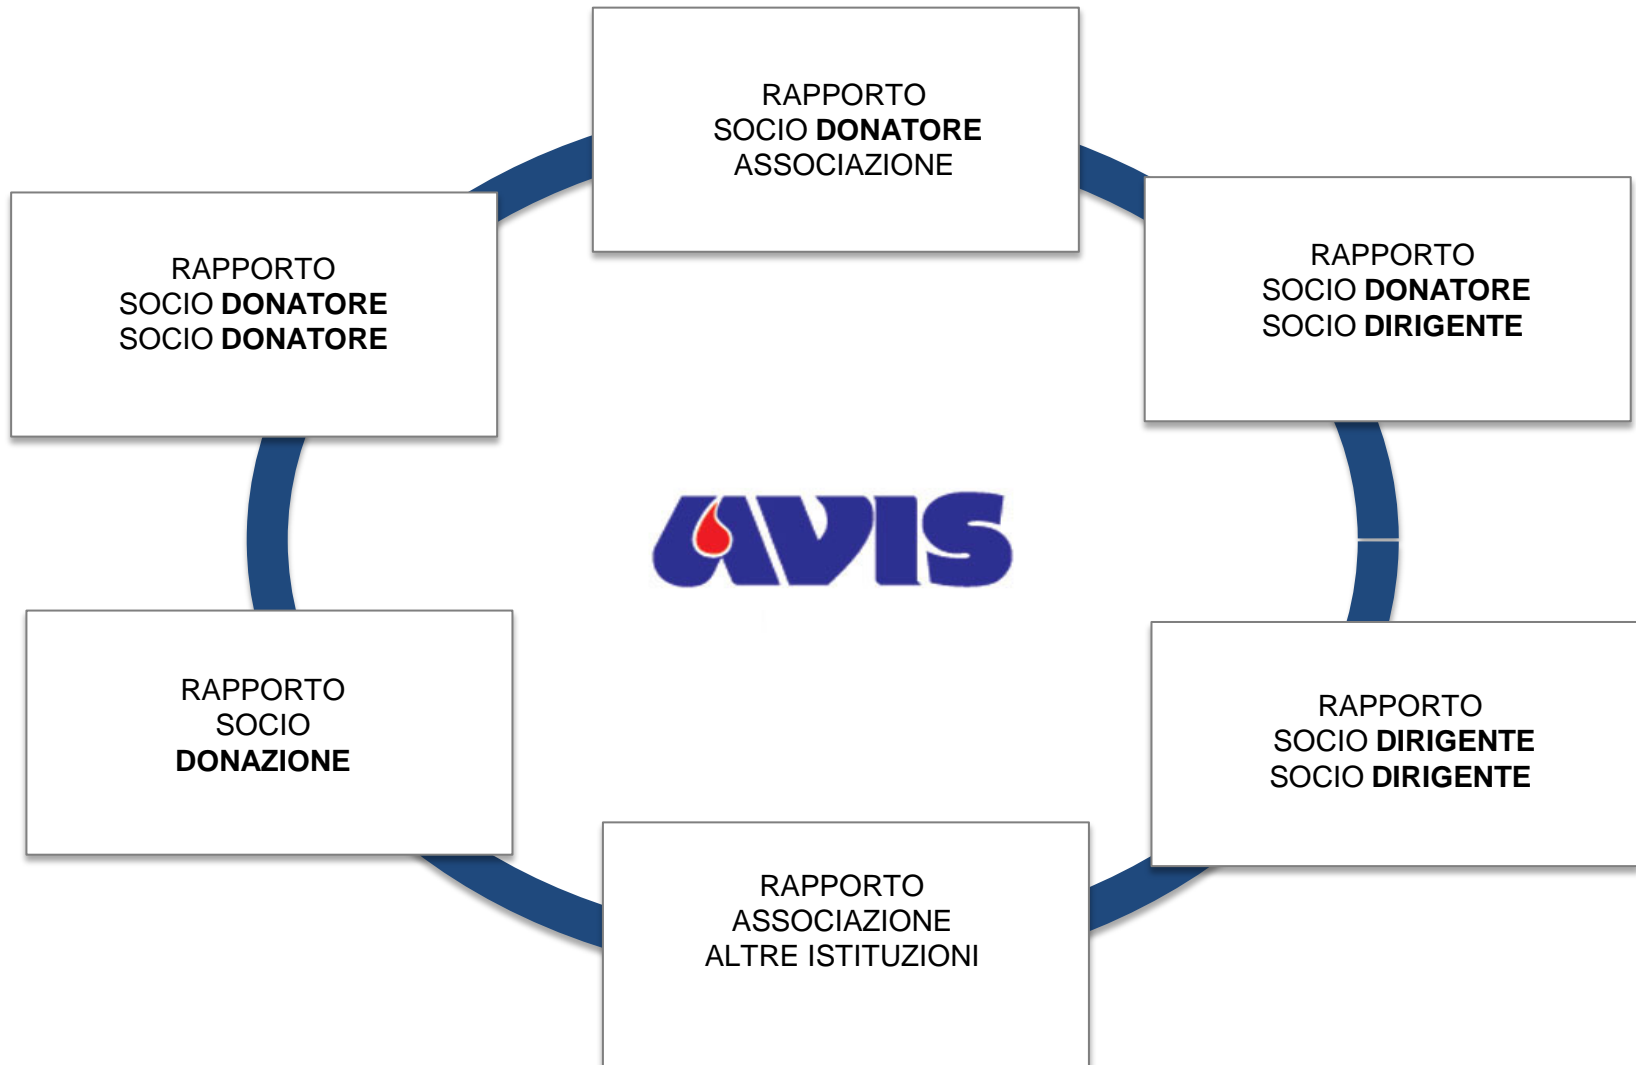 RAPPORTO
SOCIO DONATORE
ASSOCIAZIONE
RAPPORTO
SOCIO DONATORE
SOCIO DONATORE
RAPPORTO
SOCIO DONATORE
SOCIO DIRIGENTE
AVIS
RAPPORTO
SOCIO
DONAZIONE
RAPPORTO
SOCIO DIRIGENTE
SOCIO DIRIGENTE
RAPPORTO
ASSOCIAZIONE
ALTRE ISTITUZIONI